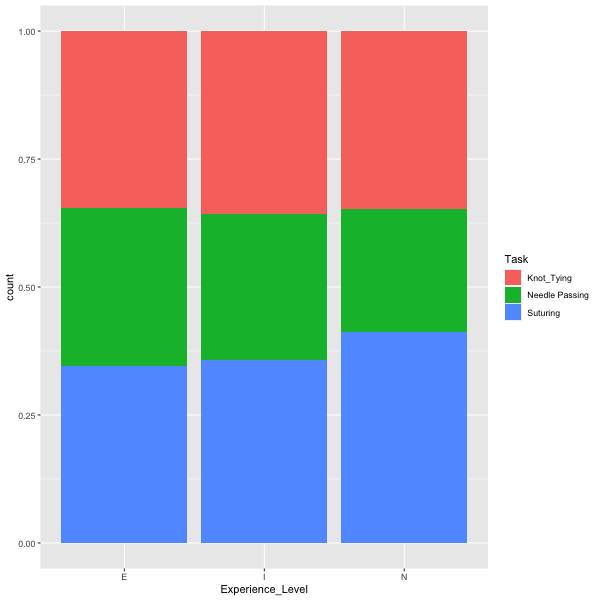 1.00
0.75
0.50
0.25
0.00
count
E
I
N
Experience_Level
Task
Knot_Tying
Needle Passing
Suturing